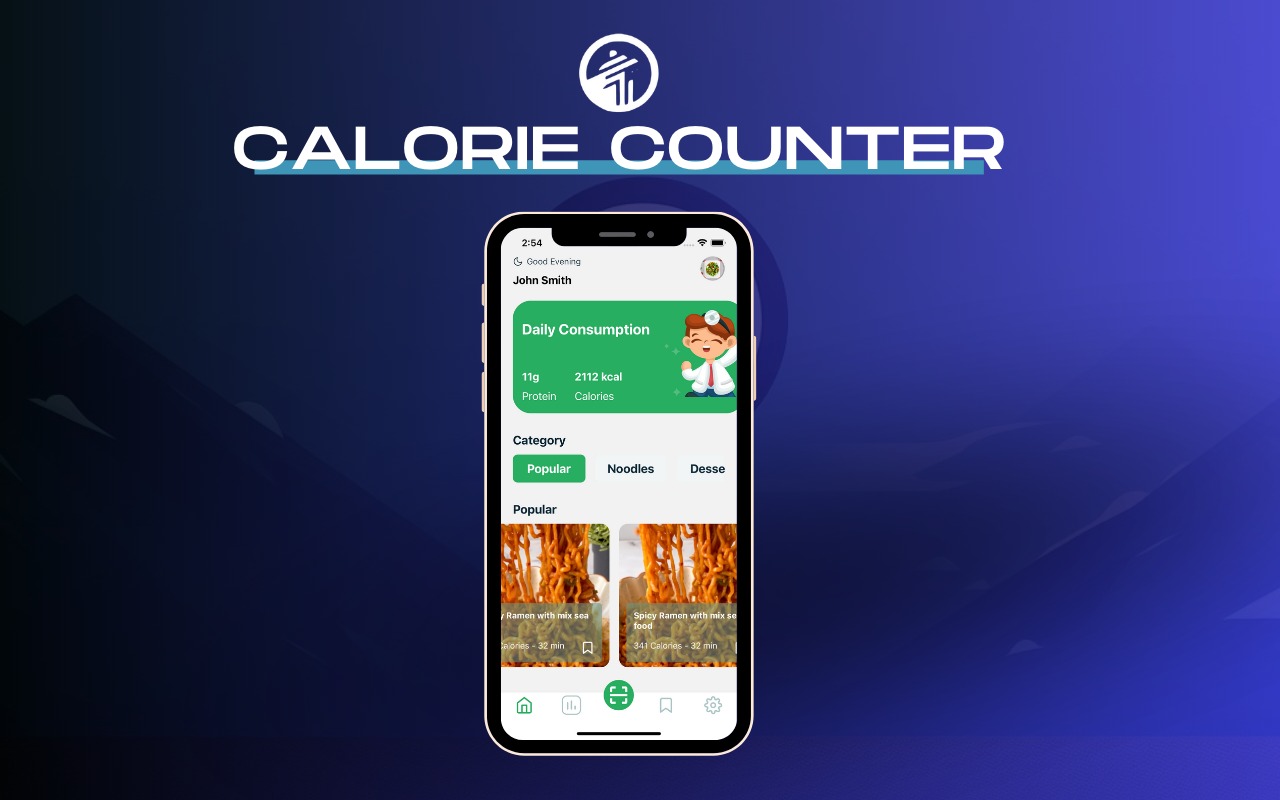 CALORIE COUNTER
2:54
Good Evening
John Smith
Daily Consumption
11g 2112 kcal
Protein Calories
Category
Popular Noodles Desse
Popular
y Ramen with mix sea
Calories - 32 min
Spicy Ramen with mix se
food
341 Calories - 32 min